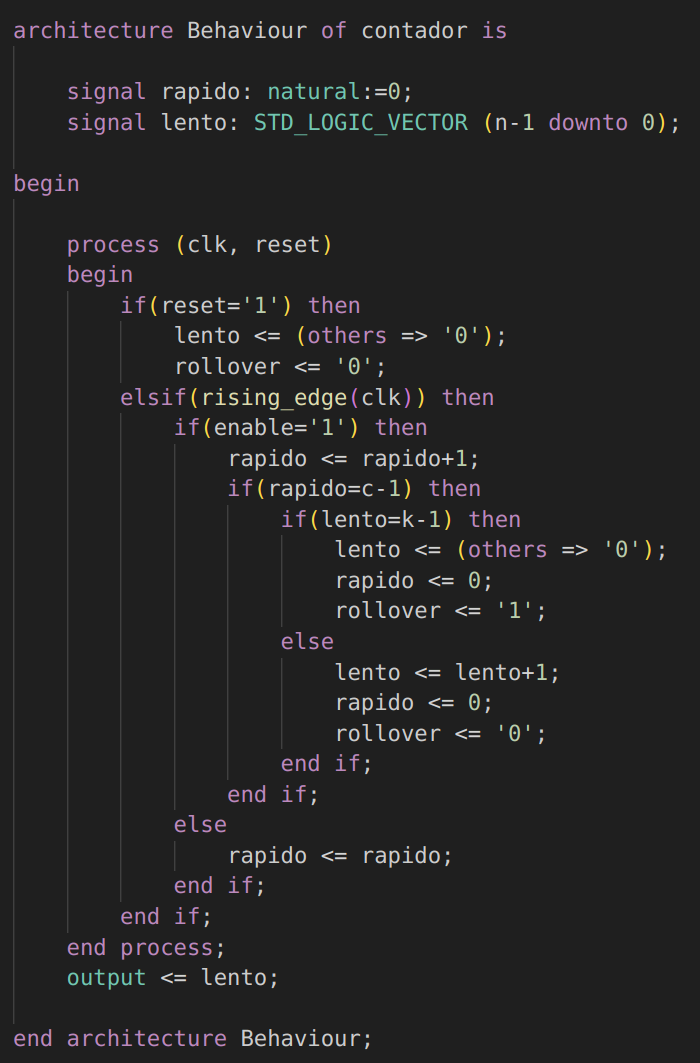 architecture Behaviour of contador is
signal rapido: natural:=0;
signal lento: STD_LOGIC_VECTOR (n-1 downto 0);
begin
process (clk, reset)
begin
if(reset='1') then
lento <= (others => '0');
rollover <= '0';
elsif(rising_edge(clk)) then
if(enable='1') then
rapido <= rapido+1;
if(rapido=c-1) then
if(lento=k-1) then
lento <= (others => '0');
rapido <= 0;
rollover <= '1';
else
lento <= lento+1;
rapido <= 0;
rollover <= '0';
end if;
end if;
else
rapido <= rapido;
end if;
end if;
end process;
output <= lento;
end architecture Behaviour;